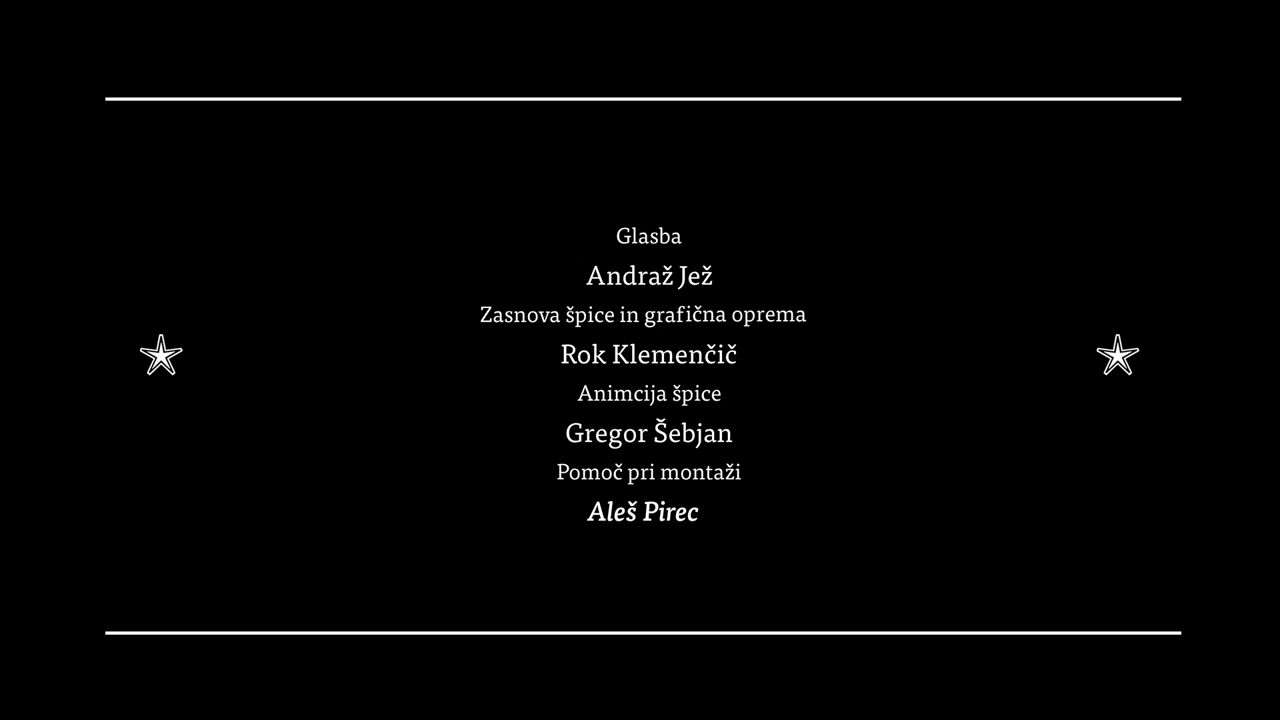 Glasba
Andraž Jež
Zasnova špice in grafična oprema
Rok Klemenčič
Animcija špice
Gregor Šebjan
Pomoč pri montaži
Aleš Pirec